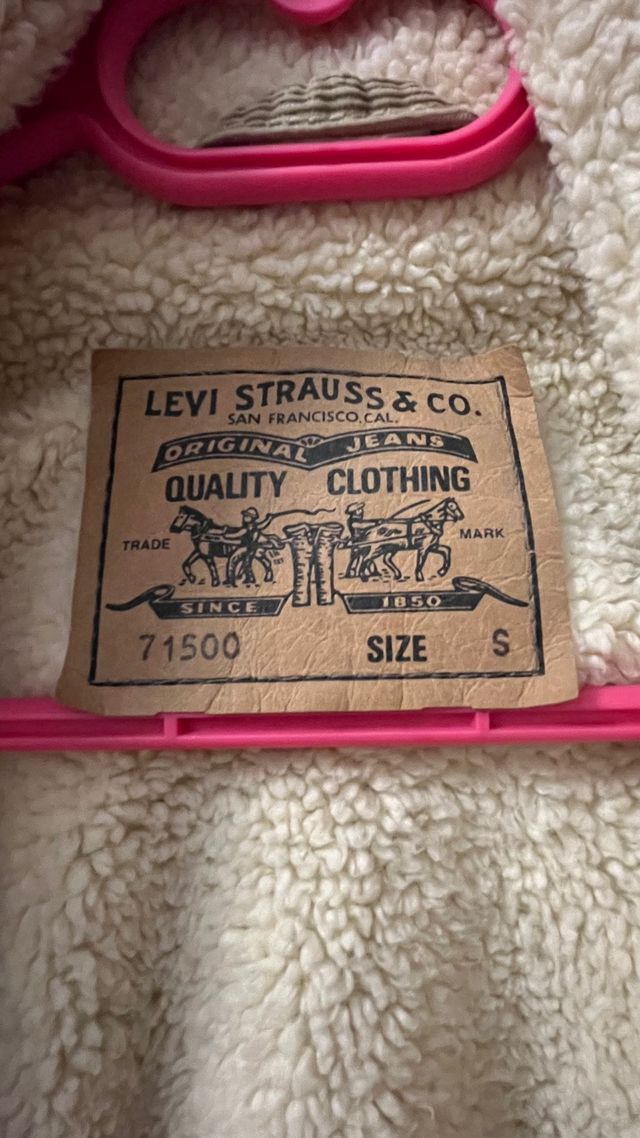 LEVI STRAUSS & CO.
SAN FRANCISCO, CAL.
ORIGINAL JEANS
QUALITY CLOTHING
TRADE MARK
SINCE 1850
71500 SIZE S